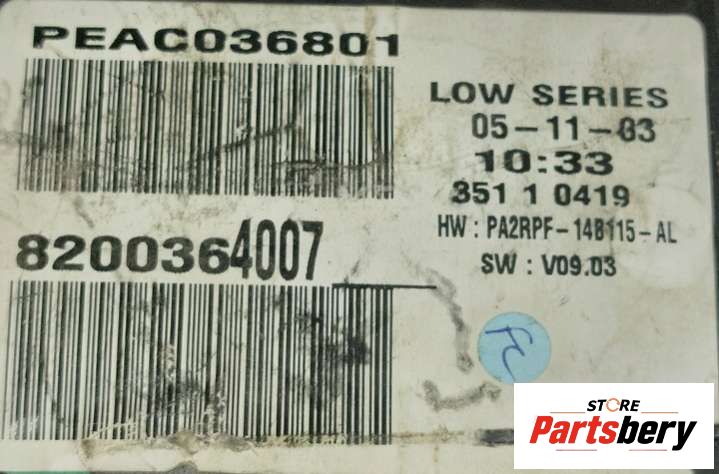 PEAC036801
LOW SERIES
05-11-03
10:33
351 1 0419
HW : PA2RPF-14B115-AL
SW : V09.03
8200364007
STORE
Partsbery